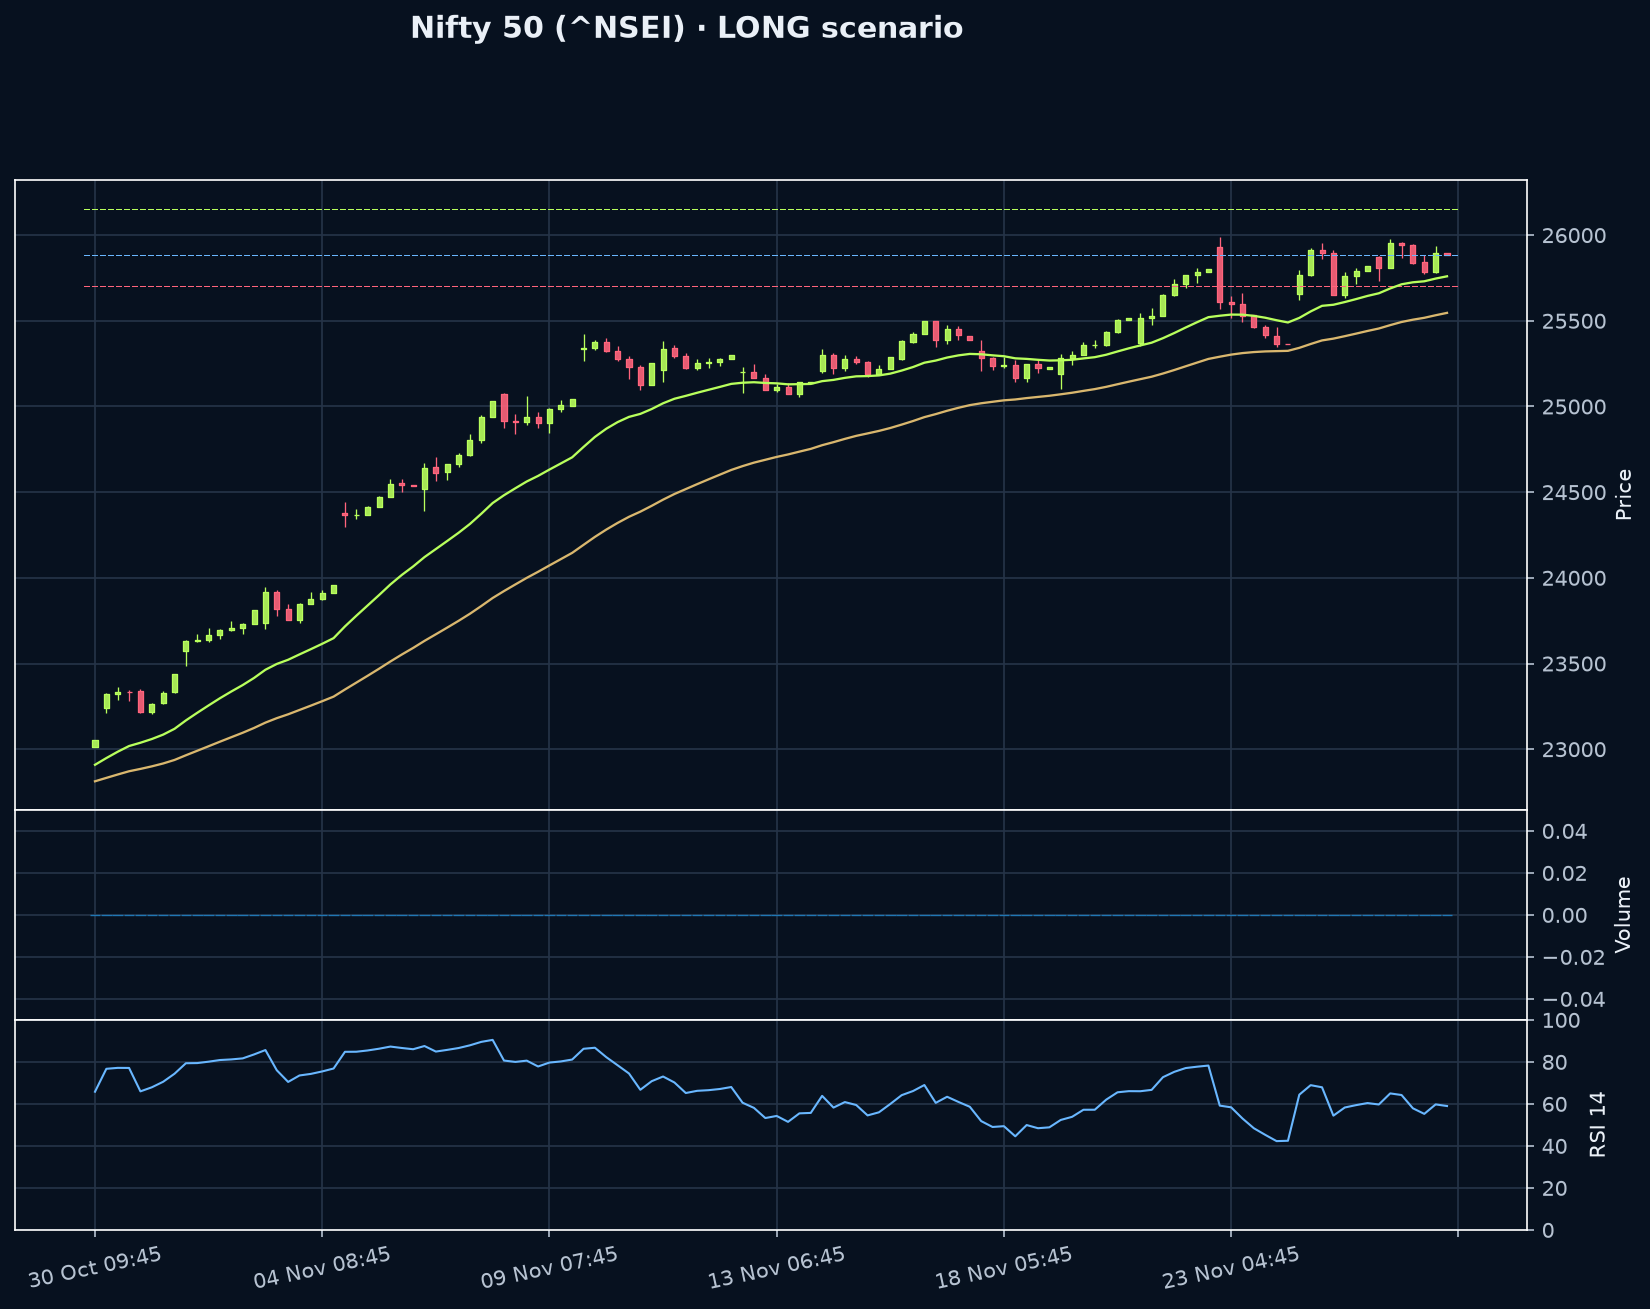 Nifty 50 (^NSEI) · LONG scenario
26000
25500
25000
24500
24000
23500
23000
Price
0.04
0.02
0.00
−0.02
−0.04
Volume
100
80
60
40
20
0
RSI 14
30 Oct 09:45
04 Nov 08:45
09 Nov 07:45
13 Nov 06:45
18 Nov 05:45
23 Nov 04:45